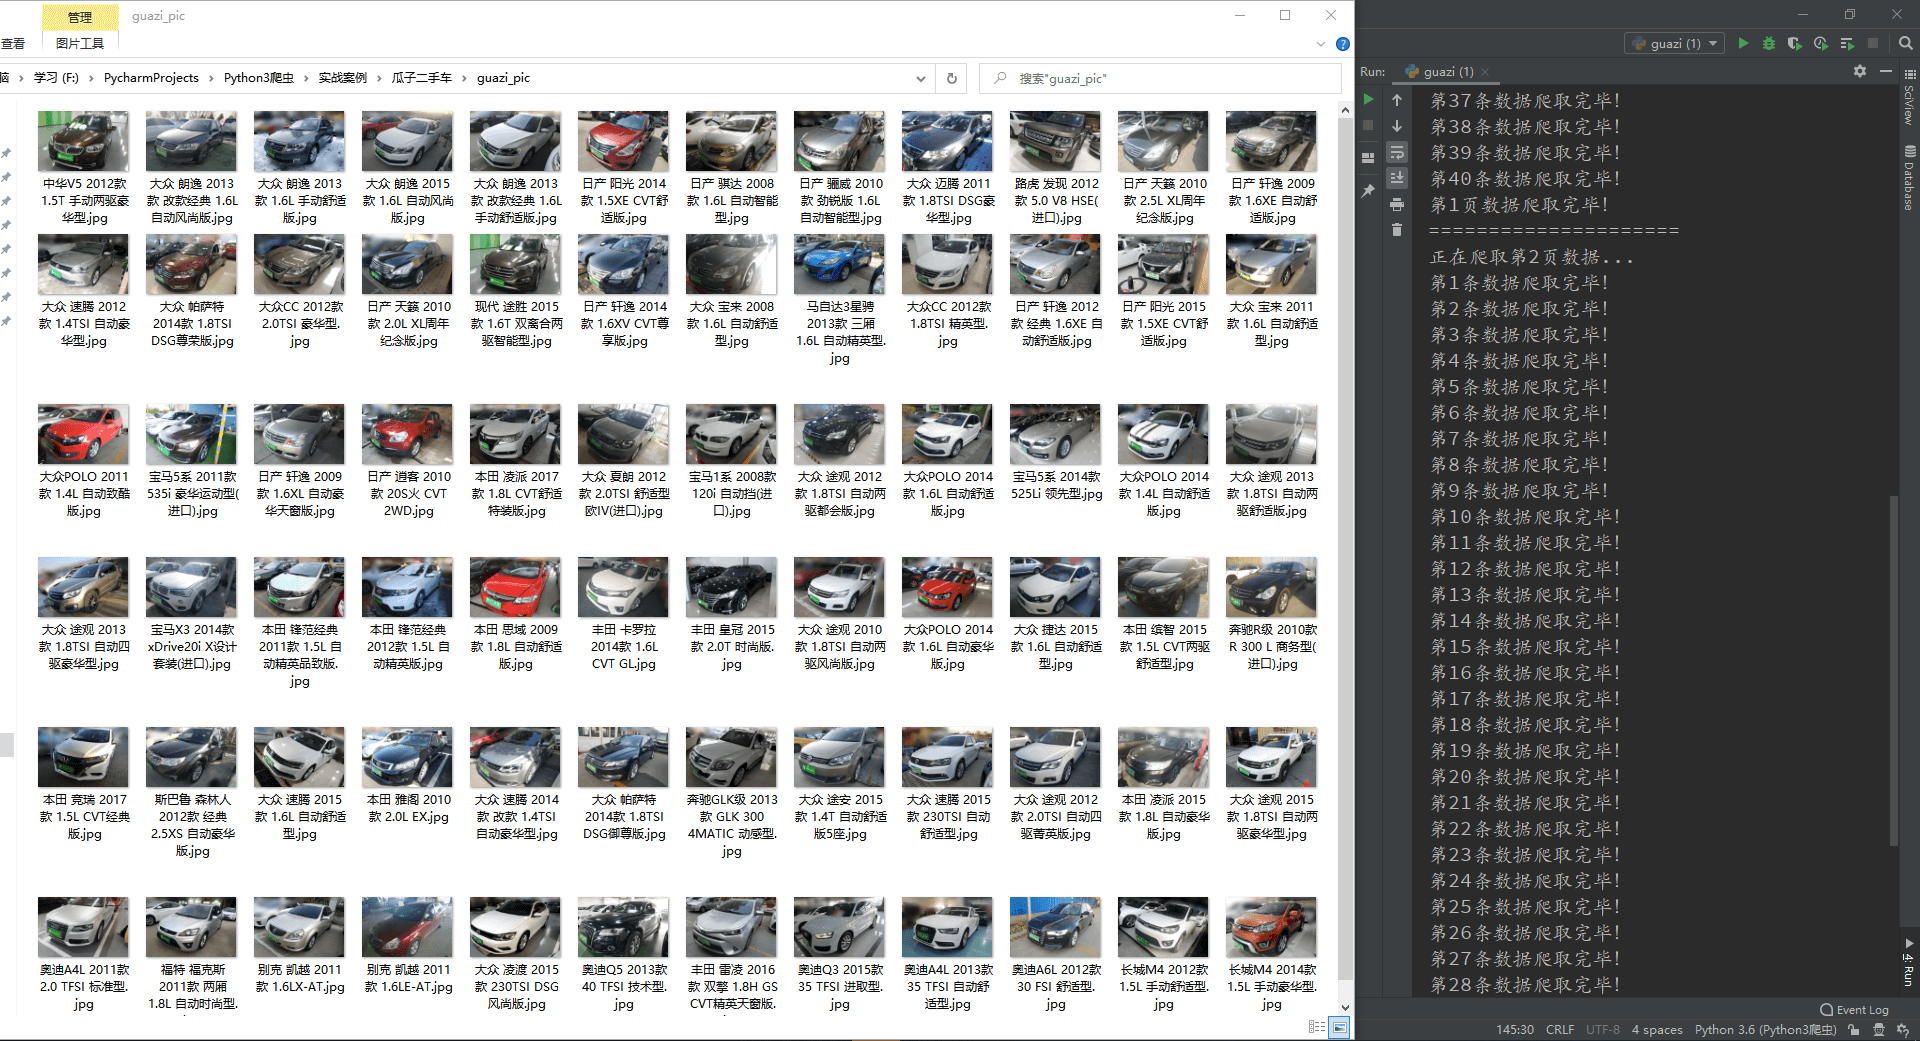 管理
guazi_pic
查看
图片工具
脑 › 学习 (F:) › PycharmProjects › Python3爬虫 › 实战案例 › 瓜子二手车 › guazi_pic
搜索"guazi_pic"
中华V5 2012款 1.5T 手动两驱豪华型.jpg
大众 朗逸 2013款 改款经典 1.6L 自动风尚版.jpg
大众 朗逸 2013款 1.6L 手动舒适版.jpg
大众 朗逸 2015款 1.6L 自动风尚版.jpg
大众 朗逸 2013款 改款经典 1.6L 手动舒适版.jpg
日产 阳光 2014款 1.5XE CVT舒适版.jpg
日产 骐达 2008款 1.6L 自动智能型.jpg
日产 骊威 2010款 劲锐版 1.6L 自动智能型.jpg
大众 迈腾 2011款 1.8TSI DSG豪华型.jpg
路虎 发现 2012款 5.0 V8 HSE(进口).jpg
日产 天籁 2010款 2.5L XL周年纪念版.jpg
日产 轩逸 2009款 1.6XE 自动舒适版.jpg
大众 速腾 2012款 1.4TSI 自动豪华型.jpg
大众 帕萨特 2014款 1.8TSI DSG尊荣版.jpg
大众CC 2012款 2.0TSI 豪华型.jpg
日产 天籁 2010款 2.0L XL周年纪念版.jpg
现代 途胜 2015款 1.6T 双离合两驱智能型.jpg
日产 轩逸 2014款 1.6XV CVT尊享版.jpg
大众 宝来 2008款 1.6L 自动舒适型.jpg
马自达3星骋 2013款 三厢 1.6L 自动精英型.jpg
大众CC 2012款 1.8TSI 精英型.jpg
日产 轩逸 2012款 经典 1.6XE 自动舒适版.jpg
日产 阳光 2015款 1.5XE CVT舒适版.jpg
大众 宝来 2011款 1.6L 自动舒适型.jpg
大众POLO 2011款 1.4L 自动致酷版.jpg
宝马5系 2011款 535i 豪华运动型(进口).jpg
日产 轩逸 2009款 1.6XL 自动豪华天窗版.jpg
日产 逍客 2010款 20S火 CVT 2WD.jpg
本田 凌派 2017款 1.8L CVT舒适特装版.jpg
大众 夏朗 2012款 2.0TSI 舒适型 欧IV(进口).jpg
宝马1系 2008款 120i 自动挡(进口).jpg
大众 途观 2012款 1.8TSI 自动两驱都会版.jpg
大众POLO 2014款 1.6L 自动舒适版.jpg
宝马5系 2014款 525Li 领先型.jpg
大众POLO 2014款 1.4L 自动舒适版.jpg
大众 途观 2013款 1.8TSI 自动两驱舒适版.jpg
大众 途观 2013款 1.8TSI 自动四驱豪华型.jpg
宝马X3 2014款 xDrive20i X设计套装(进口).jpg
本田 锋范经典 2011款 1.5L 自动精英品致版.jpg
本田 锋范经典 2012款 1.5L 自动精英版.jpg
本田 思域 2009款 1.8L 自动舒适版.jpg
丰田 卡罗拉 2014款 1.6L CVT GL.jpg
丰田 皇冠 2015款 2.0T 时尚版.jpg
大众 途观 2010款 1.8TSI 自动两驱风尚版.jpg
大众POLO 2014款 1.6L 自动豪华版.jpg
大众 捷达 2015款 1.6L 自动舒适型.jpg
本田 缤智 2015款 1.5L CVT两驱舒适型.jpg
奔驰R级 2010款 R 300 L 商务型(进口).jpg
本田 竞瑞 2017款 1.5L CVT经典版.jpg
斯巴鲁 森林人 2012款 经典 2.5XS 自动豪华版.jpg
大众 速腾 2015款 1.6L 自动舒适型.jpg
本田 雅阁 2010款 2.0L EX.jpg
大众 速腾 2014款 改款 1.4TSI 自动豪华型.jpg
大众 帕萨特 2014款 1.8TSI DSG御尊版.jpg
奔驰GLK级 2013款 GLK 300 4MATIC 动感型.jpg
大众 途安 2015款 1.4T 自动舒适版5座.jpg
大众 速腾 2015款 230TSI 自动舒适型.jpg
大众 途观 2012款 2.0TSI 自动四驱菁英版.jpg
本田 凌派 2015款 1.8L 自动豪华版.jpg
大众 途观 2015款 1.8TSI 自动两驱豪华型.jpg
奥迪A4L 2011款 2.0 TFSI 标准型.jpg
福特 福克斯 2011款 两厢 1.8L 自动时尚型.
别克 凯越 2011款 1.6LX-AT.jpg
别克 凯越 2011款 1.6LE-AT.jpg
大众 凌渡 2015款 230TSI DSG风尚版.jpg
奥迪Q5 2013款 40 TFSI 技术型.jpg
丰田 雷凌 2016款 双擎 1.8H GS CVT精英天窗版.
奥迪Q3 2015款 35 TFSI 进取型.jpg
奥迪A4L 2013款 35 TFSI 自动舒适型.jpg
奥迪A6L 2012款 30 FSI 舒适型.jpg
长城M4 2012款 1.5L 手动舒适型.jpg
长城M4 2014款 1.5L 手动豪华型.jpg
guazi (1)
Run:
guazi (1)
第37条数据爬取完毕!
第38条数据爬取完毕!
第39条数据爬取完毕!
第40条数据爬取完毕!
第1页数据爬取完毕!
=====================
正在爬取第2页数据...
第1条数据爬取完毕!
第2条数据爬取完毕!
第3条数据爬取完毕!
第4条数据爬取完毕!
第5条数据爬取完毕!
第6条数据爬取完毕!
第7条数据爬取完毕!
第8条数据爬取完毕!
第9条数据爬取完毕!
第10条数据爬取完毕!
第11条数据爬取完毕!
第12条数据爬取完毕!
第13条数据爬取完毕!
第14条数据爬取完毕!
第15条数据爬取完毕!
第16条数据爬取完毕!
第17条数据爬取完毕!
第18条数据爬取完毕!
第19条数据爬取完毕!
第20条数据爬取完毕!
第21条数据爬取完毕!
第22条数据爬取完毕!
第23条数据爬取完毕!
第24条数据爬取完毕!
第25条数据爬取完毕!
第26条数据爬取完毕!
第27条数据爬取完毕!
第28条数据爬取完毕!
SciView
Database
4: Run
Event Log
145:30 CRLF UTF-8 4 spaces Python 3.6 (Python3爬虫)